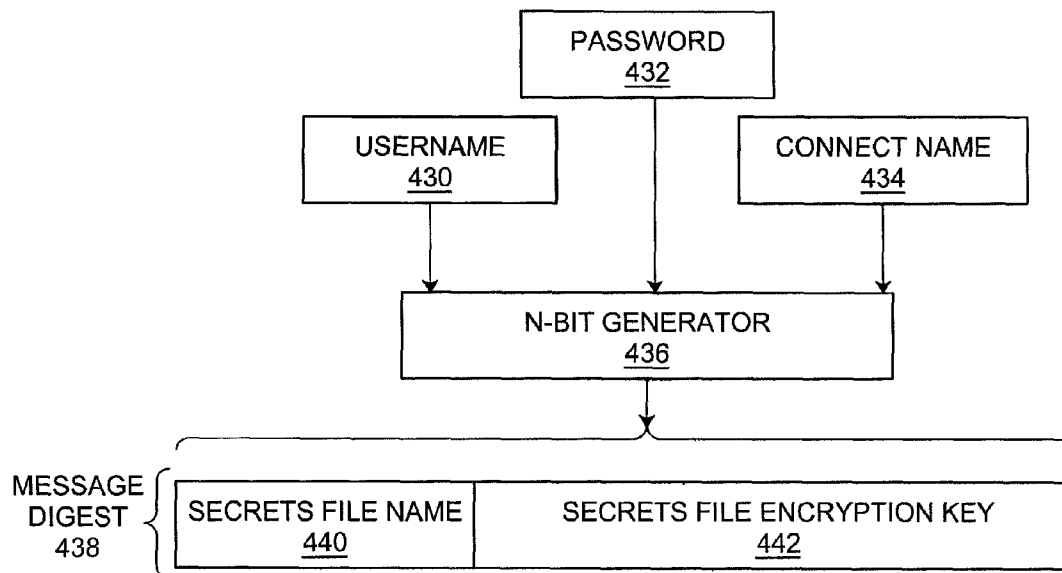 PASSWORD
432
USERNAME
430
CONNECT NAME
434
N-BIT GENERATOR
436
MESSAGE
DIGEST
438
SECRETS FILE NAME
440
SECRETS FILE ENCRYPTION KEY
442